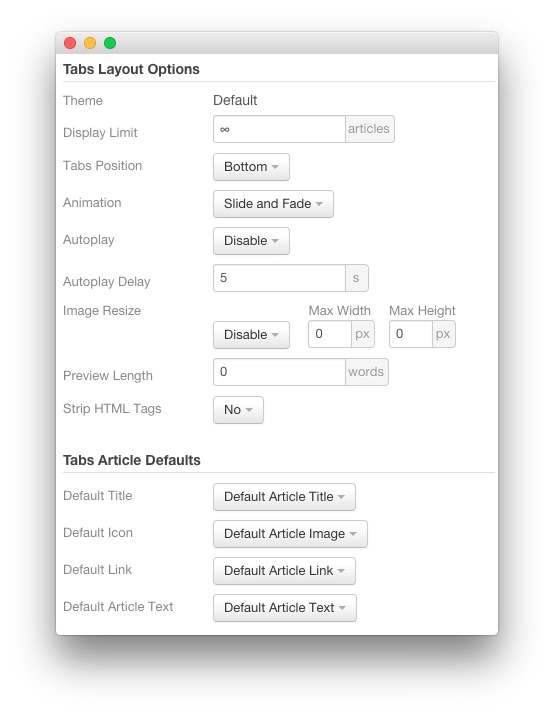 Tabs Layout Options
Theme Default
Display Limit ∞ articles
Tabs Position Bottom
Animation Slide and Fade
Autoplay Disable
Autoplay Delay 5 s
Image Resize Max Width Max Height
Disable 0 px 0 px
Preview Length 0 words
Strip HTML Tags No
Tabs Article Defaults
Default Title Default Article Title
Default Icon Default Article Image
Default Link Default Article Link
Default Article Text Default Article Text